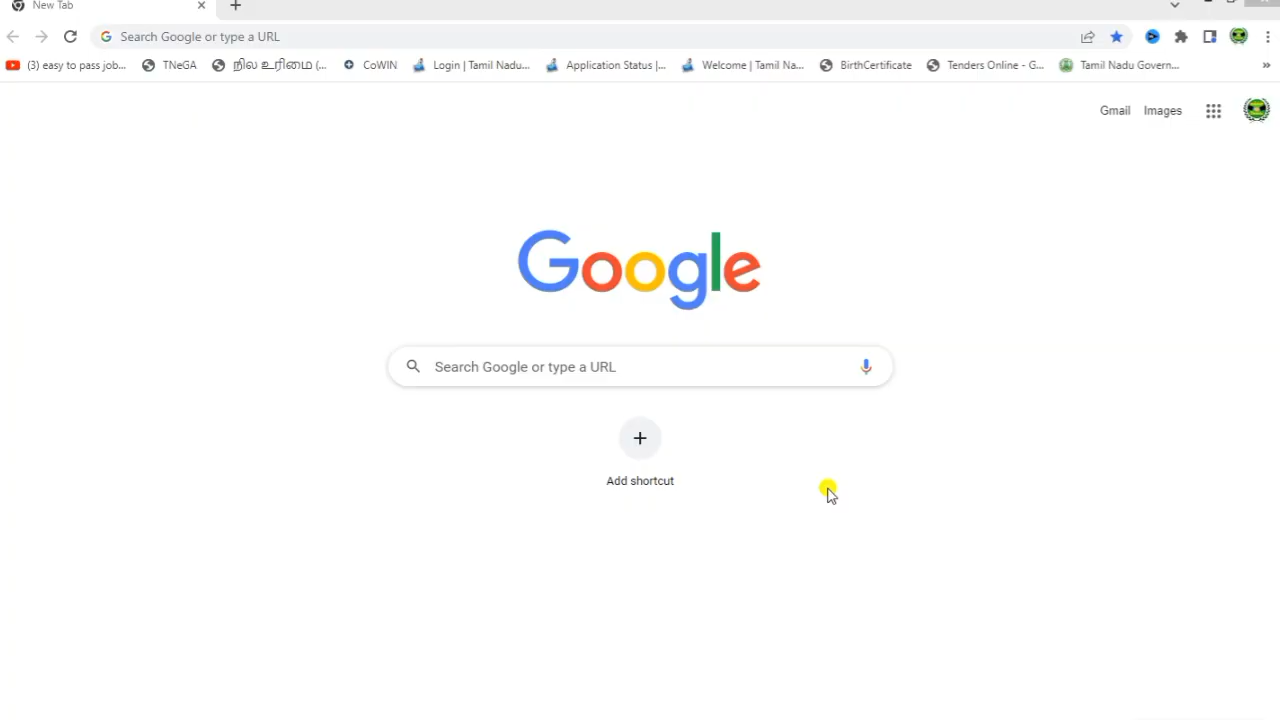 New Tab
Search Google or type a URL
(3) easy to pass job... TNeGA நில உரிமை (... CoWIN Login | Tamil Nadu... Application Status |... Welcome | Tamil Na... BirthCertificate Tenders Online - G... Tamil Nadu Govern... »
Gmail Images
Google
Search Google or type a URL
Add shortcut